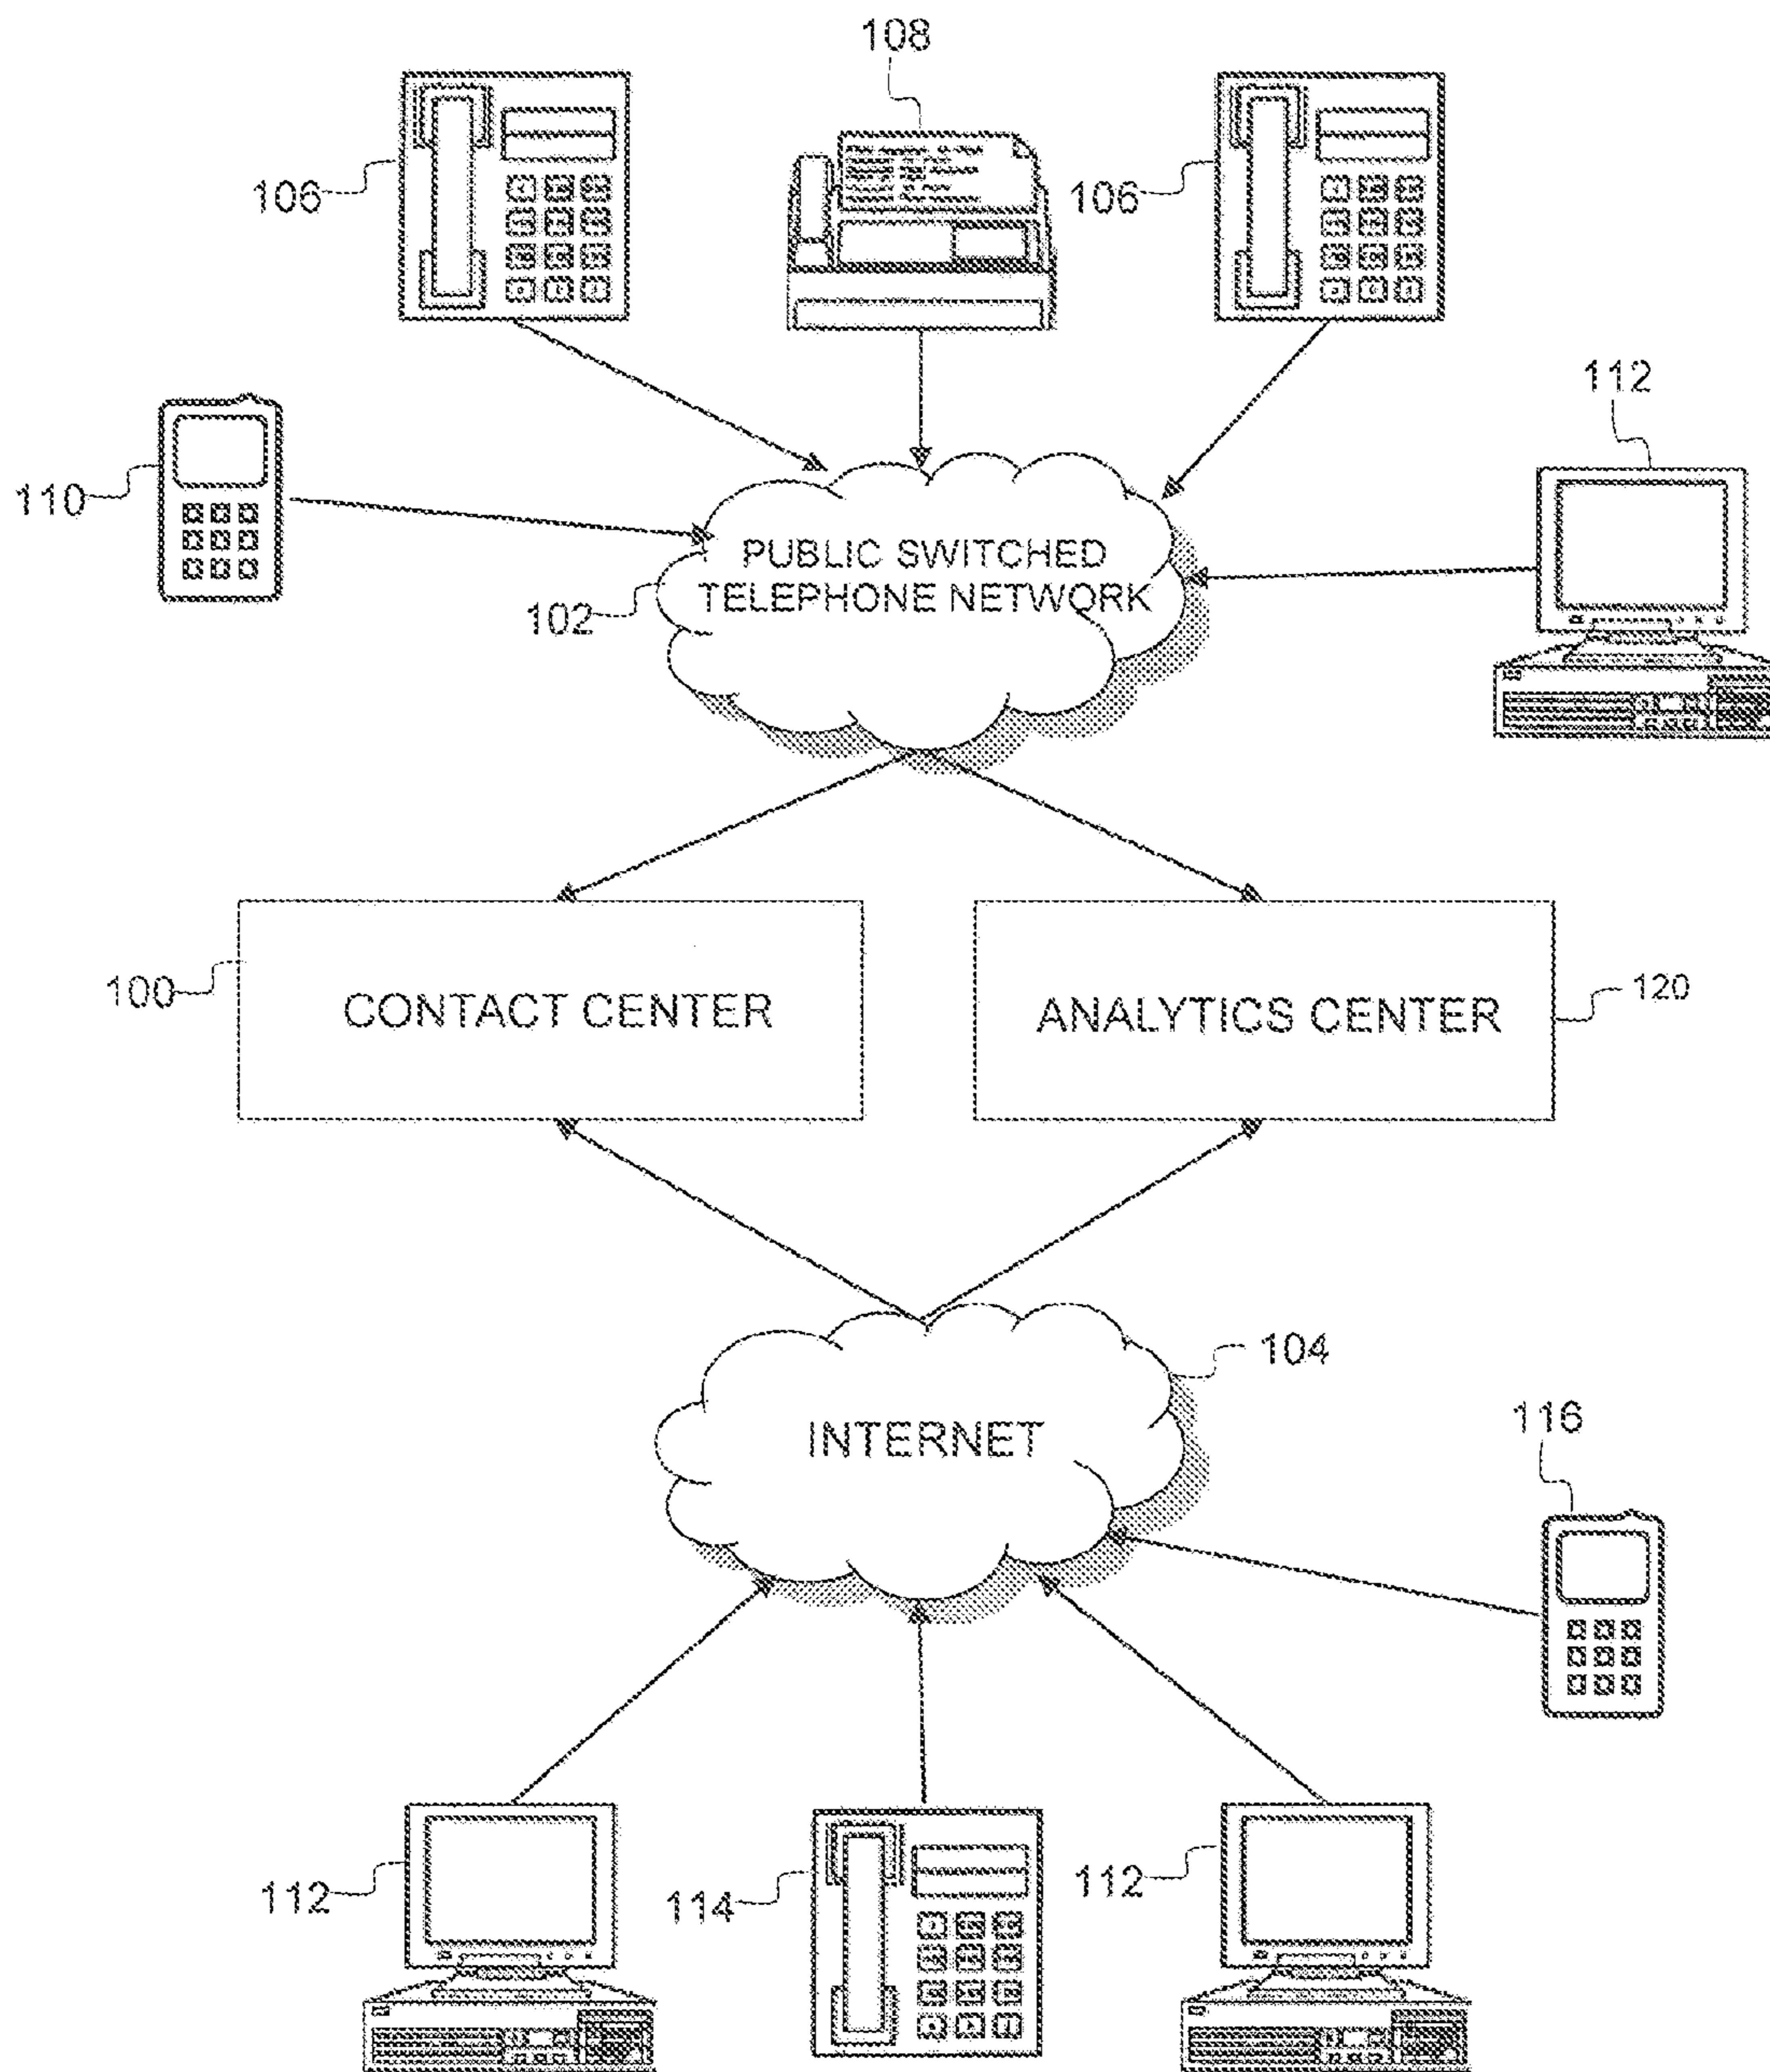 108
106
106
112
110
PUBLIC SWITCHED
TELEPHONE NETWORK
102
100
CONTACT CENTER
ANALYTICS CENTER
120
104
INTERNET
116
112
114
112